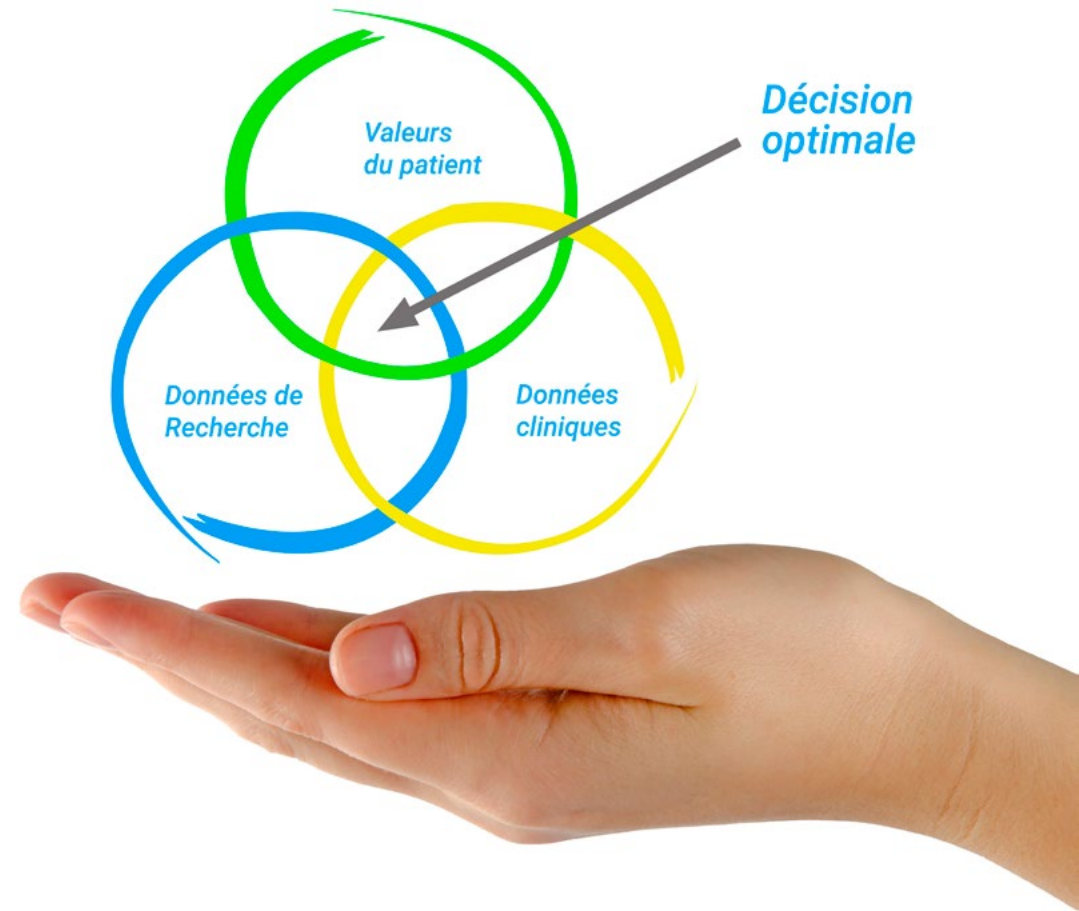 Valeurs
du patient
Décision
optimale
Données de
Recherche
Données
cliniques